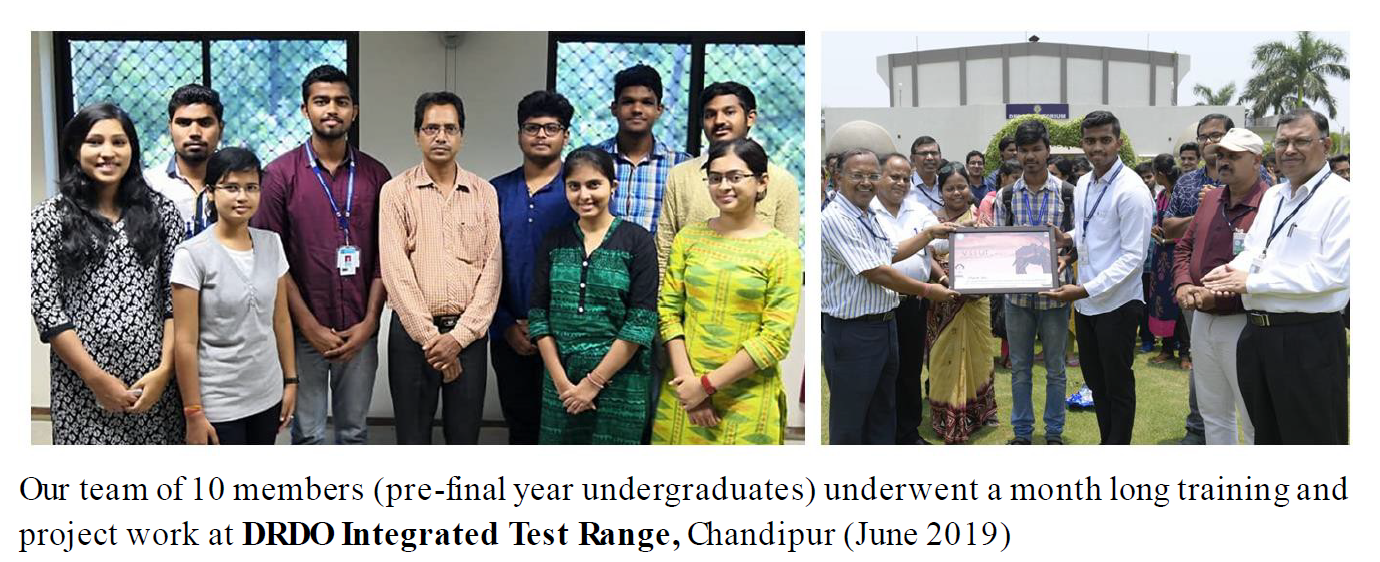 Our team of 10 members (pre-final year undergraduates) underwent a month long training and
project work at DRDO Integrated Test Range, Chandipur (June 2019)